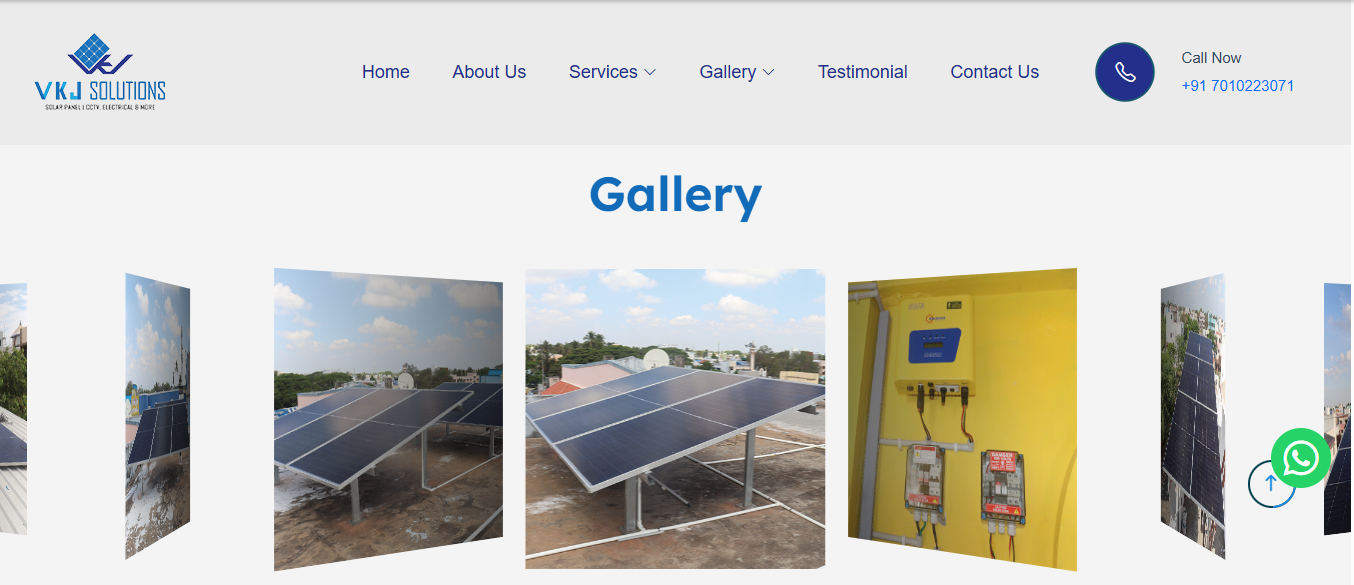 VKJ SOLUTIONS
SOLAR PANEL | CCTV, ELECTRICAL & MORE
Home
About Us
Services
Gallery
Testimonial
Contact Us
Call Now
+91 7010223071
Gallery
DANGER